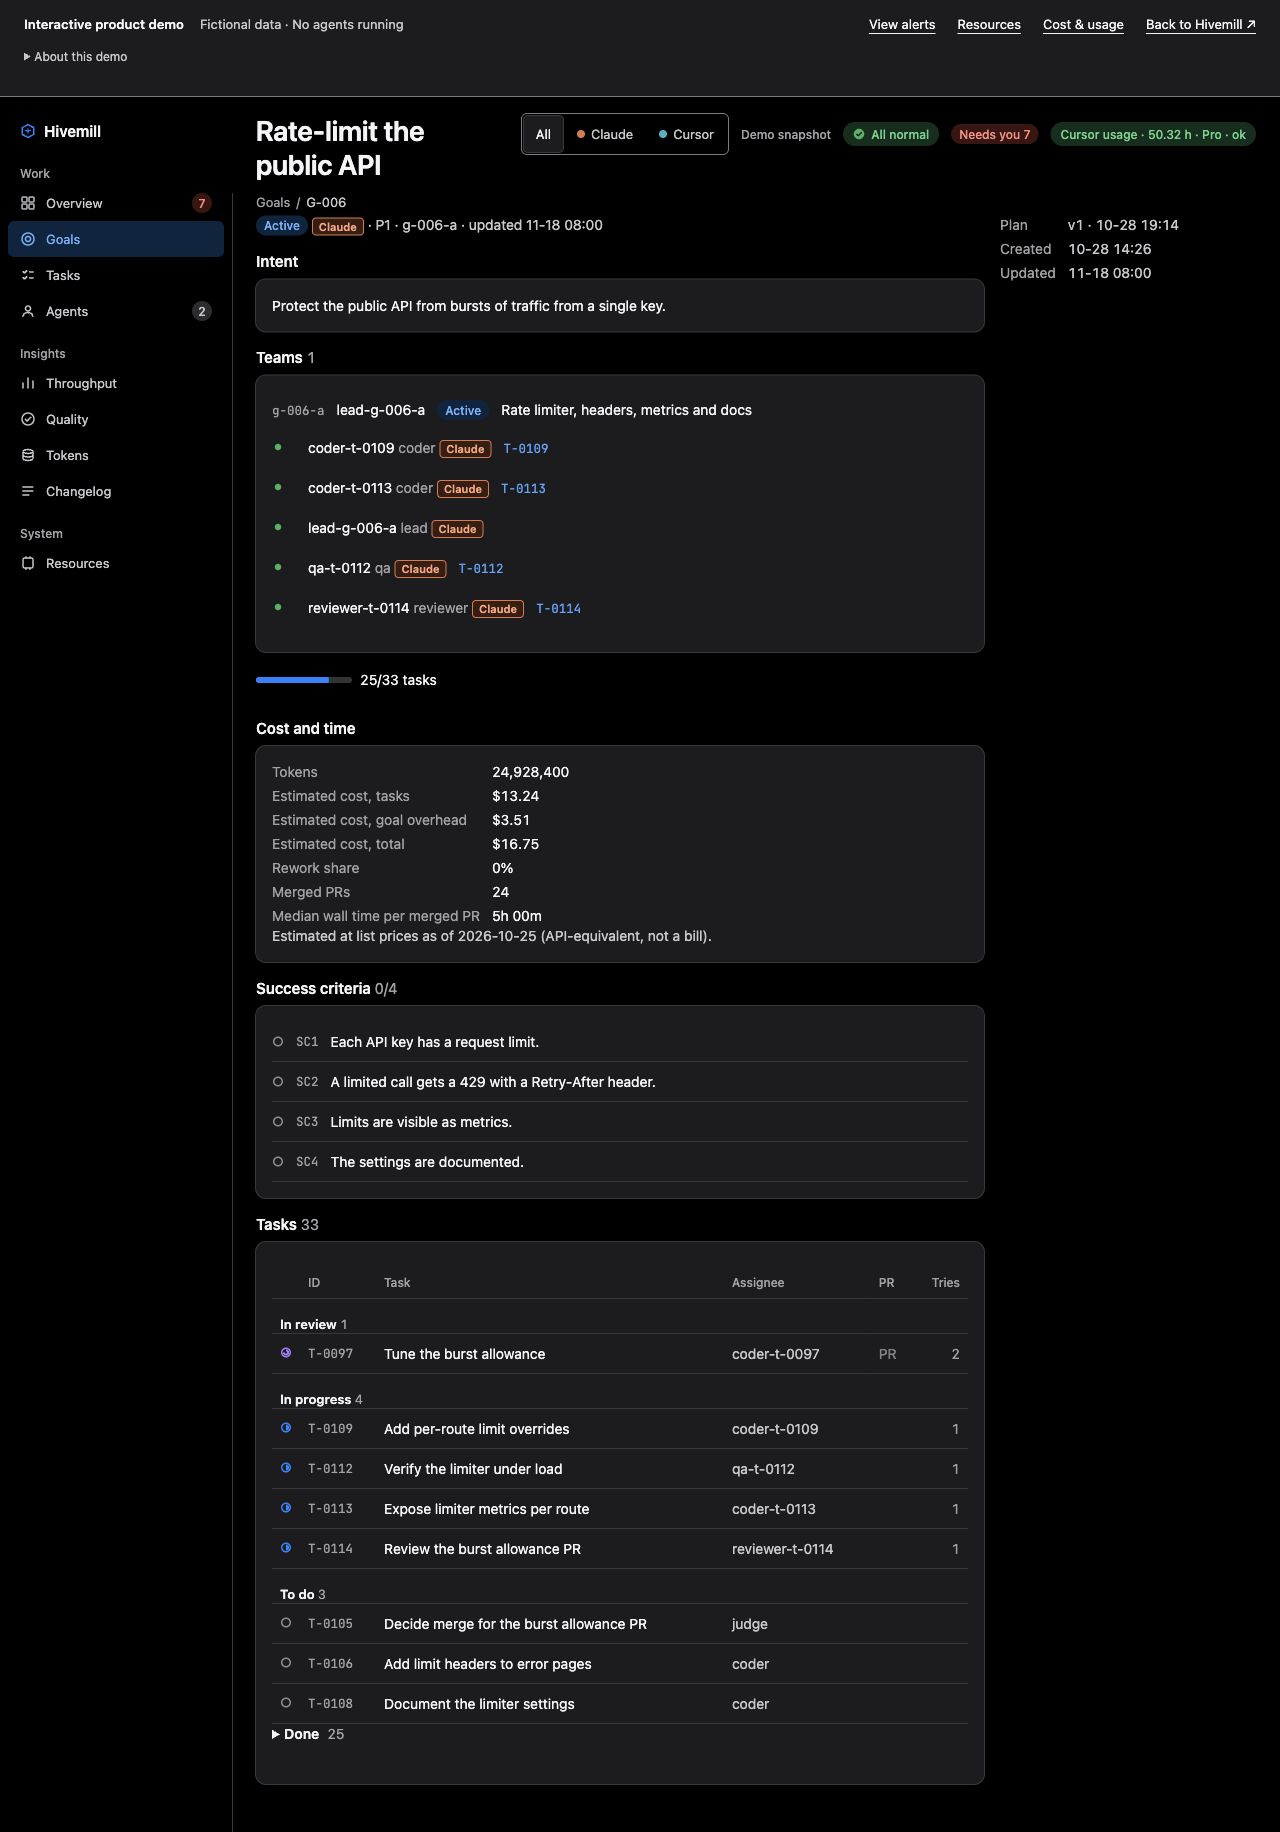 Interactive product demo Fictional data · No agents running View alerts Resources Cost & usage Back to Hivemill ↗
▶ About this demo
Hivemill
Work
Overview 7
Goals
Tasks
Agents 2
Insights
Throughput
Quality
Tokens
Changelog
System
Resources
Rate-limit the
public API
All Claude Cursor Demo snapshot All normal Needs you 7 Cursor usage · 50.32 h · Pro · ok
Goals / G-006
Active Claude · P1 · g-006-a · updated 11-18 08:00
Plan v1 · 10-28 19:14
Created 10-28 14:26
Updated 11-18 08:00
Intent
Protect the public API from bursts of traffic from a single key.
Teams 1
g-006-a lead-g-006-a Active Rate limiter, headers, metrics and docs
coder-t-0109 coder Claude T-0109
coder-t-0113 coder Claude T-0113
lead-g-006-a lead Claude
qa-t-0112 qa Claude T-0112
reviewer-t-0114 reviewer Claude T-0114
25/33 tasks
Cost and time
Tokens 24,928,400
Estimated cost, tasks $13.24
Estimated cost, goal overhead $3.51
Estimated cost, total $16.75
Rework share 0%
Merged PRs 24
Median wall time per merged PR 5h 00m
Estimated at list prices as of 2026-10-25 (API-equivalent, not a bill).
Success criteria 0/4
SC1 Each API key has a request limit.
SC2 A limited call gets a 429 with a Retry-After header.
SC3 Limits are visible as metrics.
SC4 The settings are documented.
Tasks 33
ID Task Assignee PR Tries
In review 1
T-0097 Tune the burst allowance coder-t-0097 PR 2
In progress 4
T-0109 Add per-route limit overrides coder-t-0109 1
T-0112 Verify the limiter under load qa-t-0112 1
T-0113 Expose limiter metrics per route coder-t-0113 1
T-0114 Review the burst allowance PR reviewer-t-0114 1
To do 3
T-0105 Decide merge for the burst allowance PR judge
T-0106 Add limit headers to error pages coder
T-0108 Document the limiter settings coder
▶ Done 25